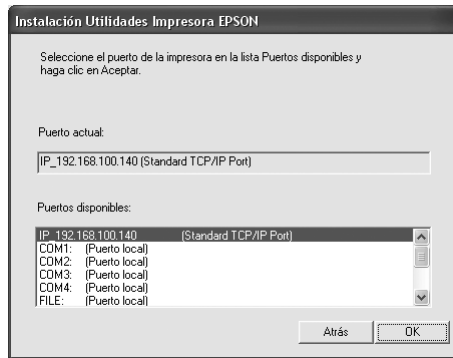 Instalación Utilidades Impresora EPSON
Seleccione el puerto de la impresora en la lista Puertos disponibles y
haga clic en Aceptar.
Puerto actual:
IP_192.168.100.140 (Standard TCP/IP Port)
Puertos disponibles:
IP_192.168.100.140 (Standard TCP/IP Port)
COM1: (Puerto local)
COM2: (Puerto local)
COM3: (Puerto local)
COM4: (Puerto local)
FILE: (Puerto local)
Atrás OK